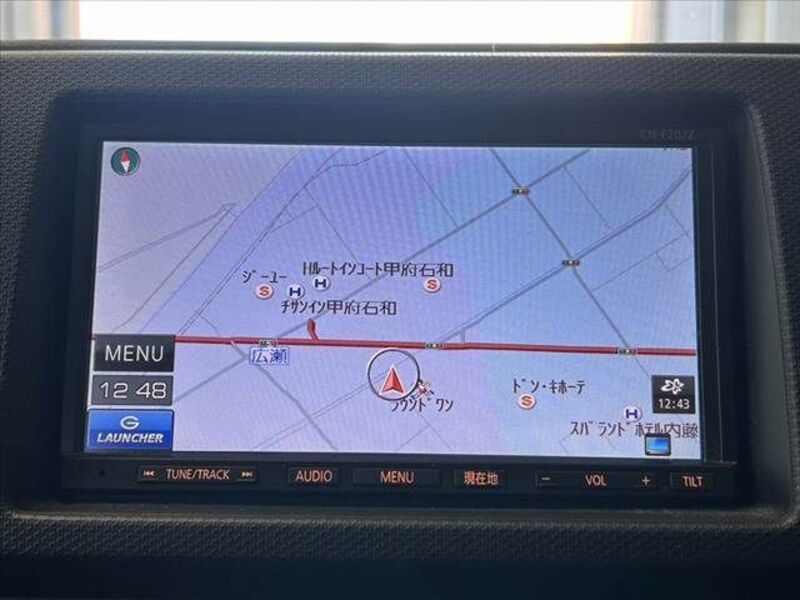 CN-E202Z
ジーユー
Hルートインコート甲府石和
S
H
H
S
チサンイン甲府石和
MENU
広瀬
12 48
ラウンドワン
ドン・キホーテ
S
12:43
G
LAUNCHER
H
スパランドホテル内藤
TUNE/TRACK
AUDIO
MENU
現在地
− VOL +
TILT